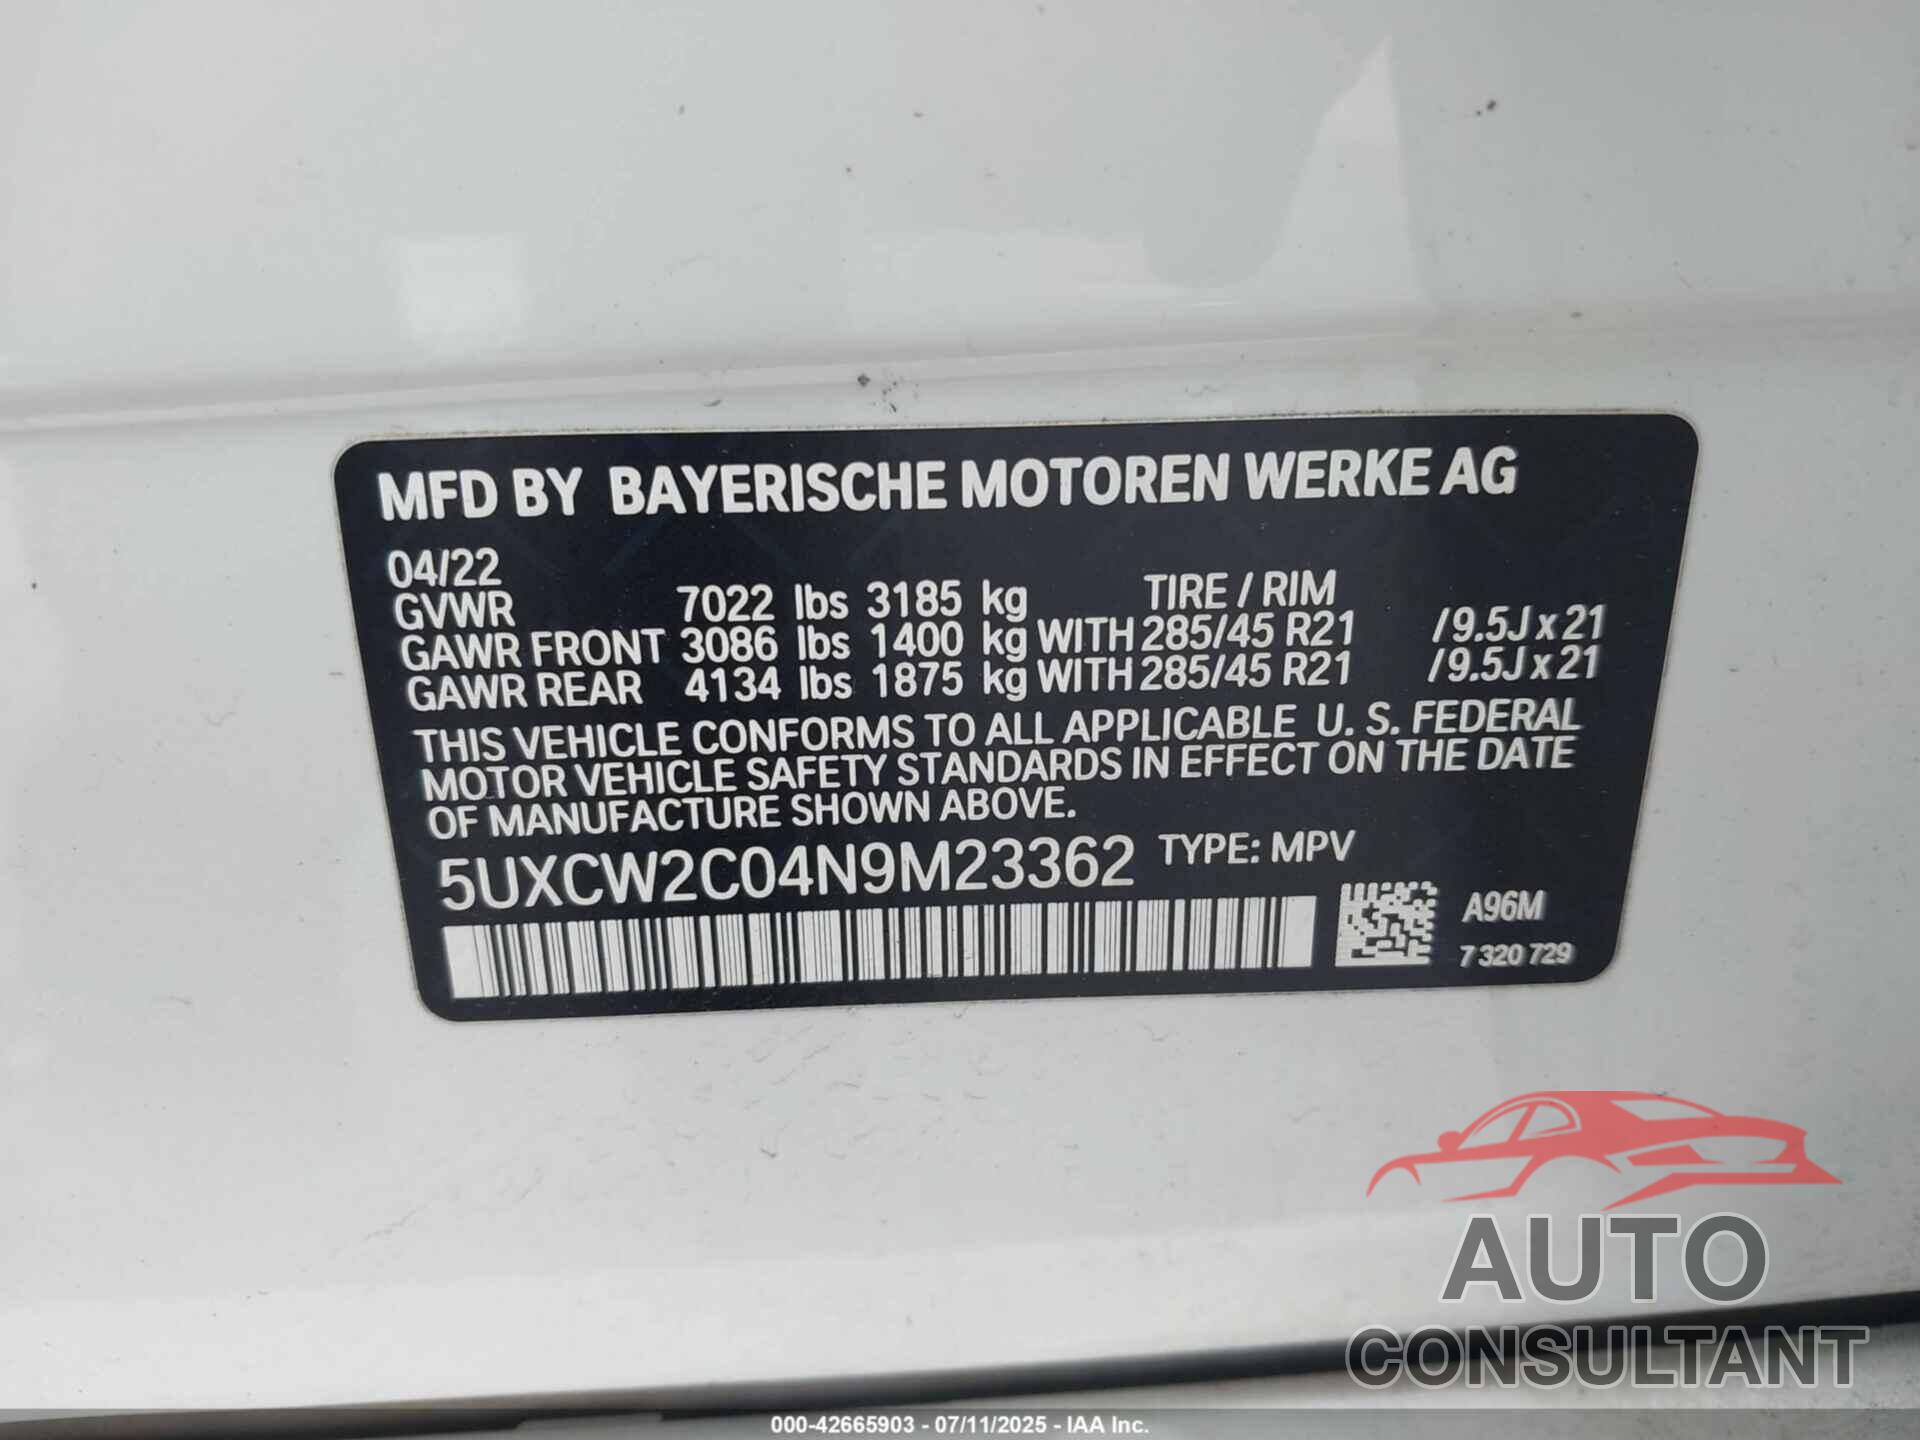 MFD BY BAYERISCHE MOTOREN WERKE AG
04/22
GVWR 7022 lbs 3185 kg TIRE / RIM
GAWR FRONT 3086 lbs 1400 kg WITH 285/45 R21 /9.5J x 21
GAWR REAR 4134 lbs 1875 kg WITH 285/45 R21 /9.5J x 21
THIS VEHICLE CONFORMS TO ALL APPLICABLE U. S. FEDERAL
MOTOR VEHICLE SAFETY STANDARDS IN EFFECT ON THE DATE
OF MANUFACTURE SHOWN ABOVE.
5UXCW2C04N9M23362 TYPE: MPV
A96M
7 320 729
AUTO
CONSULTANT
000-42665903 - 07/11/2025 - IAA Inc.